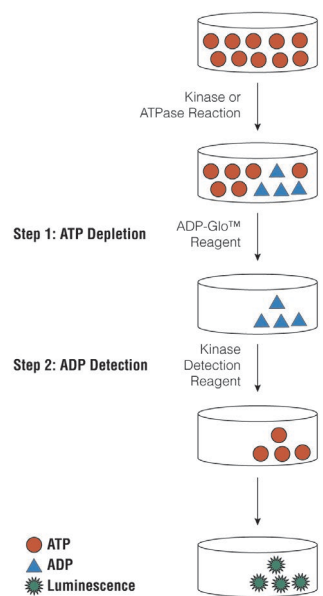 Kinase or
ATPase Reaction
Step 1: ATP Depletion
ADP-Glo™
Reagent
Step 2: ADP Detection
Kinase
Detection
Reagent
ATP
ADP
Luminescence